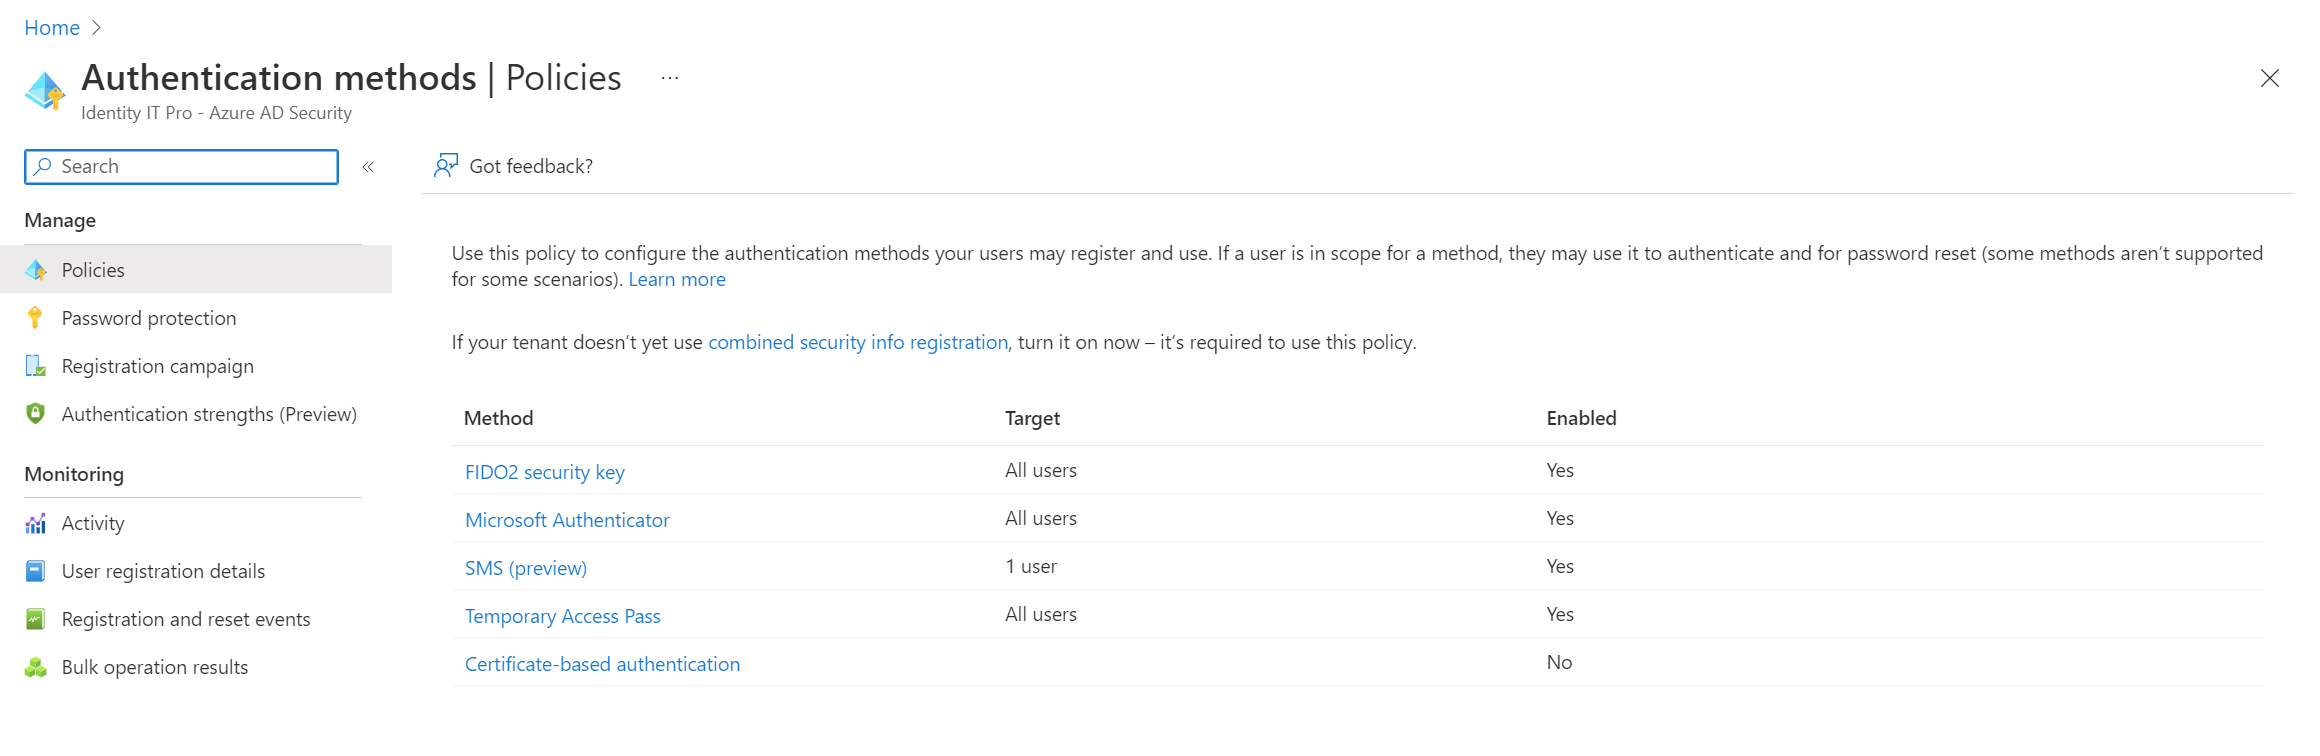 Home
Authentication methods | Policies ...
Identity IT Pro - Azure AD Security
Search «
Got feedback?
Manage
Policies
Password protection
Registration campaign
Authentication strengths (Preview)
Monitoring
Activity
User registration details
Registration and reset events
Bulk operation results
Use this policy to configure the authentication methods your users may register and use. If a user is in scope for a method, they may use it to authenticate and for password reset (some methods aren’t supported
for some scenarios). Learn more
If your tenant doesn’t yet use combined security info registration, turn it on now – it’s required to use this policy.
Method Target Enabled
FIDO2 security key All users Yes
Microsoft Authenticator All users Yes
SMS (preview) 1 user Yes
Temporary Access Pass All users Yes
Certificate-based authentication No